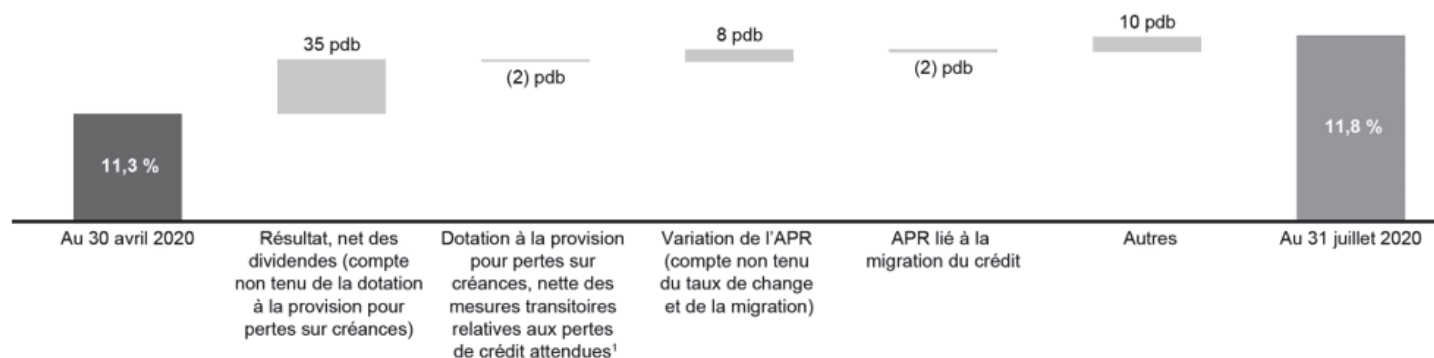 35 pdb
(2) pdb
8 pdb
(2) pdb
10 pdb
11,3 %
11,8 %
Au 30 avril 2020
Résultat, net des
dividendes (compte
non tenu de la dotation
à la provision pour
pertes sur créances)
Dotation à la provision
pour pertes sur
créances, nette des
mesures transitoires
relatives aux pertes
de crédit attendues¹
Variation de l'APR
(compte non tenu
du taux de change
et de la migration)
APR lié à la
migration du crédit
Autres
Au 31 juillet 2020